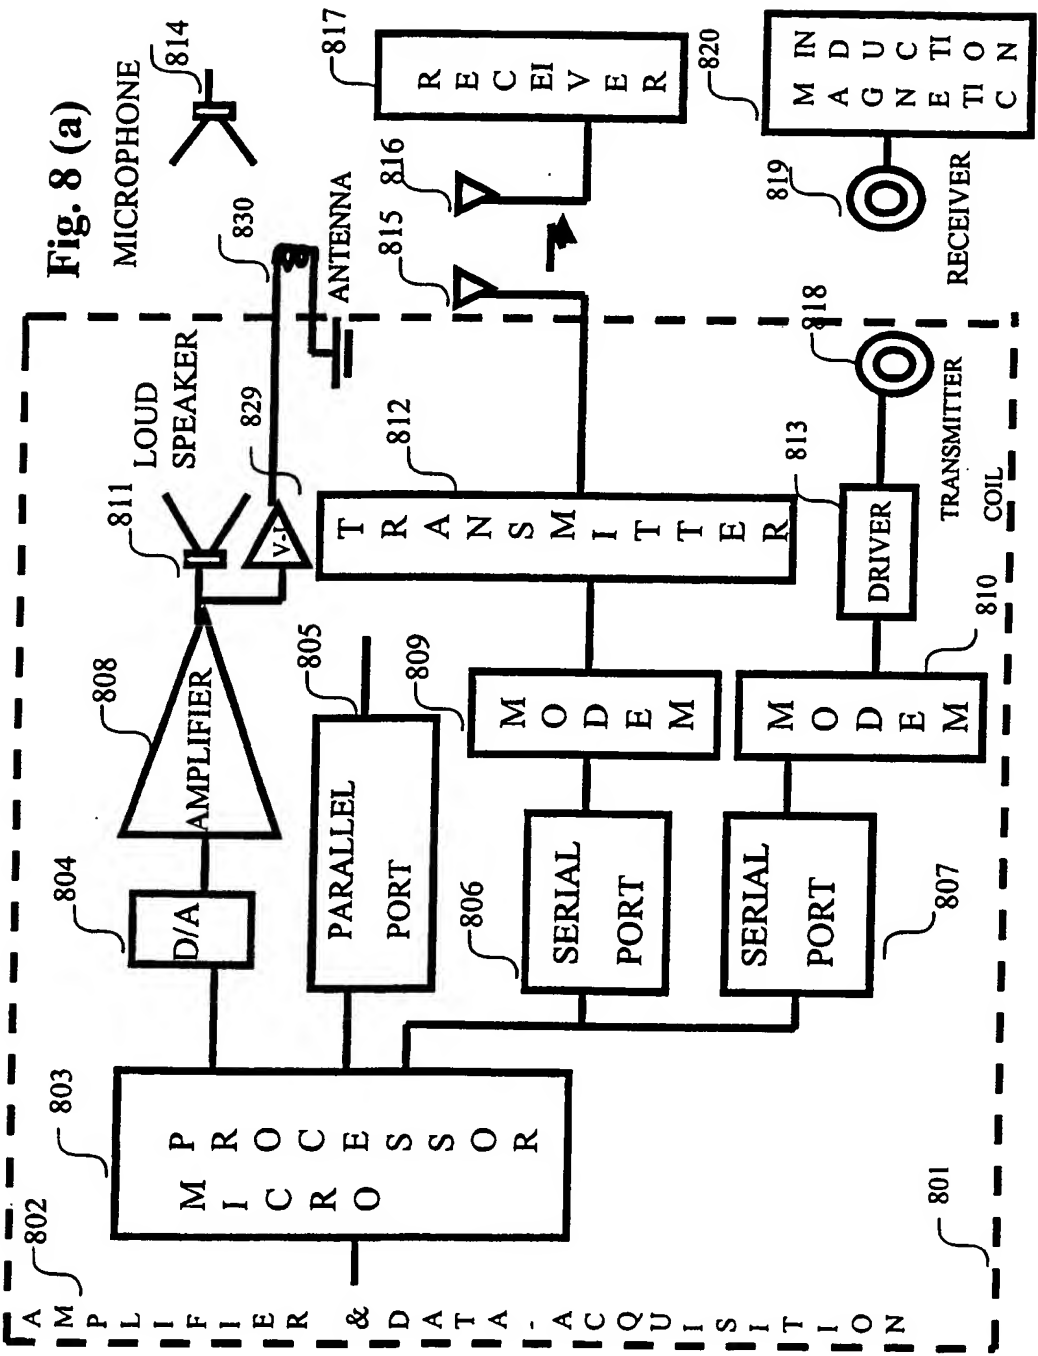 Fig. 8 (a)
MICROPHONE
814
817
820
RECEIVER
MAGNETIC
INDUCTION
816
815
830
ANTENNA
819
RECEIVER
818
TRANSMITTER
COIL
LOUD
SPEAKER
811
829
V-I
812
TRANSMITTER
813
DRIVER
808
AMPLIFIER
805
PARALLEL
PORT
809
MODEM
810
MODEM
804
D/A
806
SERIAL
PORT
SERIAL
PORT
807
803
MICRO
PROCESSOR
802
AMPLIFIER & DATA-ACQUISITION
801